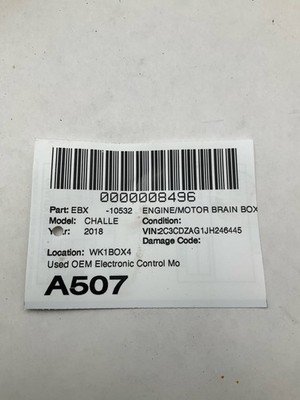 0000008496
Part: EBX -10532 ENGINE/MOTOR BRAIN BOX
Model: CHALLE Condition:
Year: 2018 VIN:2C3CDZAG1JH246445
Damage Code:
Location: WK1BOX4
Used OEM Electronic Control Mo
A507